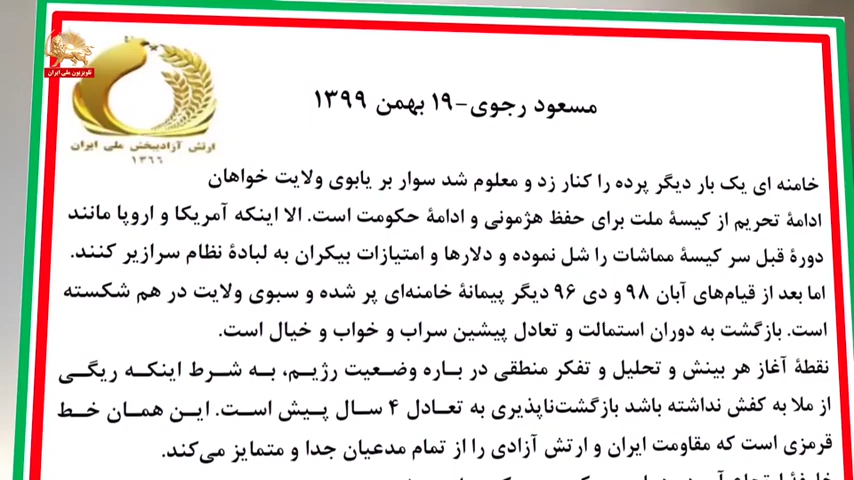 تلویزیون ملی ایران
ارتش آزادیبخش ملی ایران
۱۳۶۶
مسعود رجوی-۱۹ بهمن ۱۳۹۹
خامنه ای یک بار دیگر پرده را کنار زد و معلوم شد سوار بر یابوی ولایت خواهان
ادامهٔ تحریم از کیسهٔ ملت برای حفظ هژمونی و ادامهٔ حکومت است. الا اینکه آمریکا و اروپا مانند
دورهٔ قبل سر کیسهٔ مماشات را شل نموده و دلارها و امتیازات بیکران به لبادهٔ نظام سرازیر کنند.
اما بعد از قیام‌های آبان ۹۸ و دی ۹۶ دیگر پیمانهٔ خامنه‌ای پر شده و سبوی ولایت در هم شکسته
است. بازگشت به دوران استمالت و تعادل پیشین سراب و خواب و خیال است.
نقطهٔ آغاز هر بینش و تحلیل و تفکر منطقی در باره وضعیت رژیم، به شرط اینکه ریگی
از ملا به کفش نداشته باشد بازگشت‌ناپذیری به تعادل ۴ سال پیش است. این همان خط
قرمزی است که مقاومت ایران و ارتش آزادی را از تمام مدعیان جدا و متمایز می‌کند.